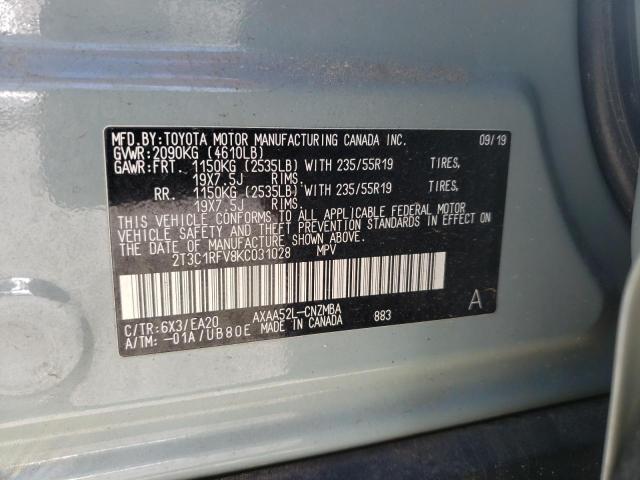 MFD.BY:TOYOTA MOTOR MANUFACTURING CANADA INC. 09/19
GVWR:2090KG (4610LB)
GAWR:FRT. 1150KG (2535LB) WITH 235/55R19 TIRES,
19X7.5J RIMS.
RR. 1150KG (2535LB) WITH 235/55R19 TIRES,
19X7.5J RIMS.
THIS VEHICLE CONFORMS TO ALL APPLICABLE FEDERAL MOTOR
VEHICLE SAFETY AND THEFT PREVENTION STANDARDS IN EFFECT ON
THE DATE OF MANUFACTURE SHOWN ABOVE.
2T3C1RFV8KC031028 MPV
C/TR:6X3/EA20 AXAA52L-CNZMBA A
A/TM:-01A/UB80E MADE IN CANADA 883